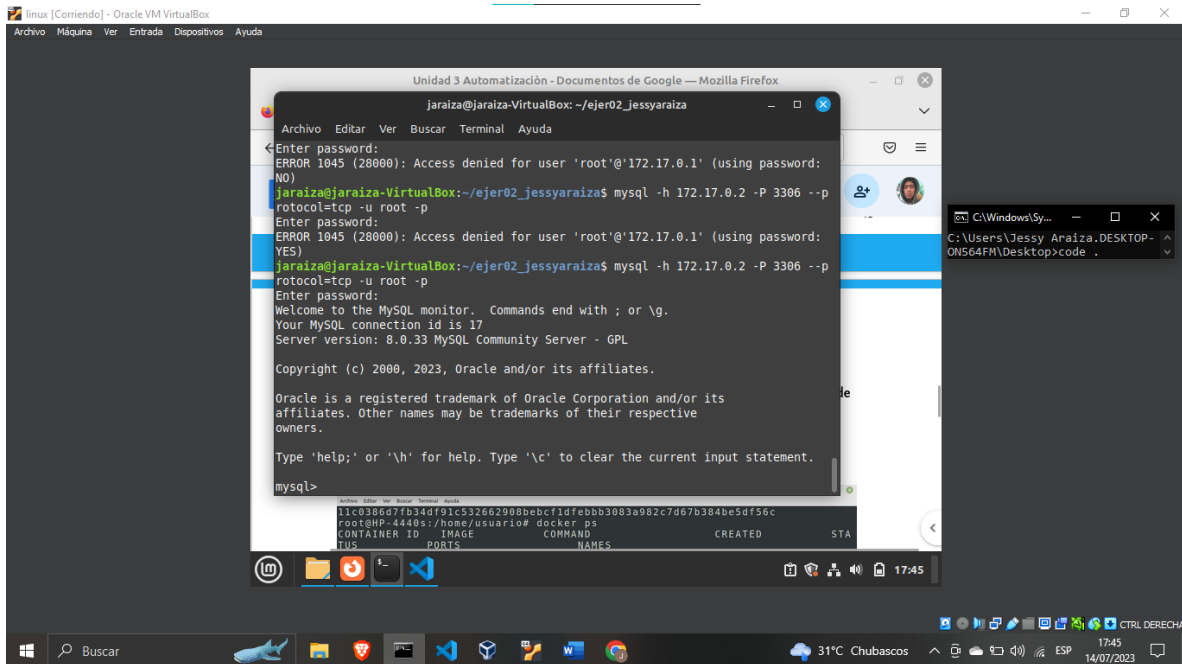 linux [Corriendo] - Oracle VM VirtualBox
Archivo Máquina Ver Entrada Dispositivos Ayuda
Unidad 3 Automatizaciòn - Documentos de Google — Mozilla Firefox
jaraiza@jaraiza-VirtualBox: ~/ejer02_jessyaraiza
Archivo Editar Ver Buscar Terminal Ayuda
Enter password:
ERROR 1045 (28000): Access denied for user 'root'@'172.17.0.1' (using password:
NO)
jaraiza@jaraiza-VirtualBox:~/ejer02_jessyaraiza$ mysql -h 172.17.0.2 -P 3306 --p
rotocol=tcp -u root -p
Enter password:
ERROR 1045 (28000): Access denied for user 'root'@'172.17.0.1' (using password:
YES)
jaraiza@jaraiza-VirtualBox:~/ejer02_jessyaraiza$ mysql -h 172.17.0.2 -P 3306 --p
rotocol=tcp -u root -p
Enter password:
Welcome to the MySQL monitor.  Commands end with ; or \g.
Your MySQL connection id is 17
Server version: 8.0.33 MySQL Community Server - GPL
Copyright (c) 2000, 2023, Oracle and/or its affiliates.
Oracle is a registered trademark of Oracle Corporation and/or its
affiliates. Other names may be trademarks of their respective
owners.
Type 'help;' or '\h' for help. Type '\c' to clear the current input statement.
mysql>
de
Archivo Editar Ver Buscar Terminal Ayuda
11c0386d7fb34df91c532662908bebcf1dfebbb3083a982c7d67b384be5df56c
root@HP-4440s:/home/usuario# docker ps
CONTAINER ID IMAGE COMMAND CREATED STA
TUS PORTS NAMES
17:45
C:\Windows\Sy...
C:\Users\Jessy Araiza.DESKTOP-
ON564FM\Desktop>code .
CTRL DERECHA
Buscar
31°C Chubascos
ESP
17:45
14/07/2023